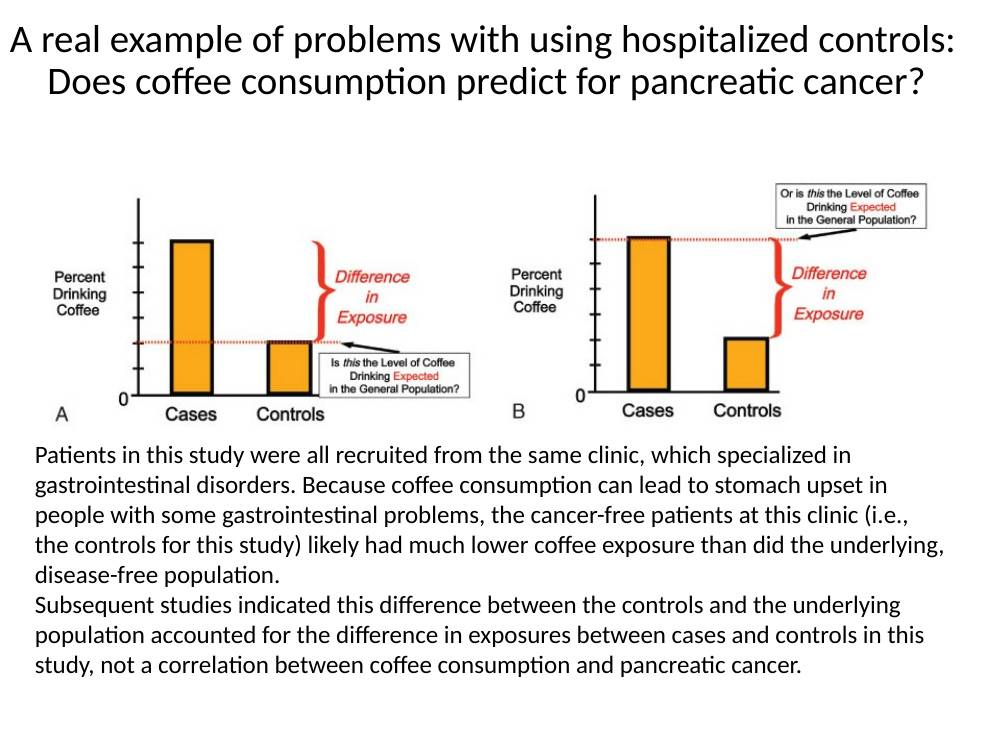 A real example of problems with using hospitalized controls:
Does coffee consumption predict for pancreatic cancer?
Percent
Drinking
Coffee
Difference
in
Exposure
Is this the Level of Coffee
Drinking Expected
in the General Population?
0
A
Cases
Controls
Or is this the Level of Coffee
Drinking Expected
in the General Population?
Percent
Drinking
Coffee
Difference
in
Exposure
0
B
Cases
Controls
Patients in this study were all recruited from the same clinic, which specialized in
gastrointestinal disorders. Because coffee consumption can lead to stomach upset in
people with some gastrointestinal problems, the cancer-free patients at this clinic (i.e.,
the controls for this study) likely had much lower coffee exposure than did the underlying,
disease-free population.
Subsequent studies indicated this difference between the controls and the underlying
population accounted for the difference in exposures between cases and controls in this
study, not a correlation between coffee consumption and pancreatic cancer.